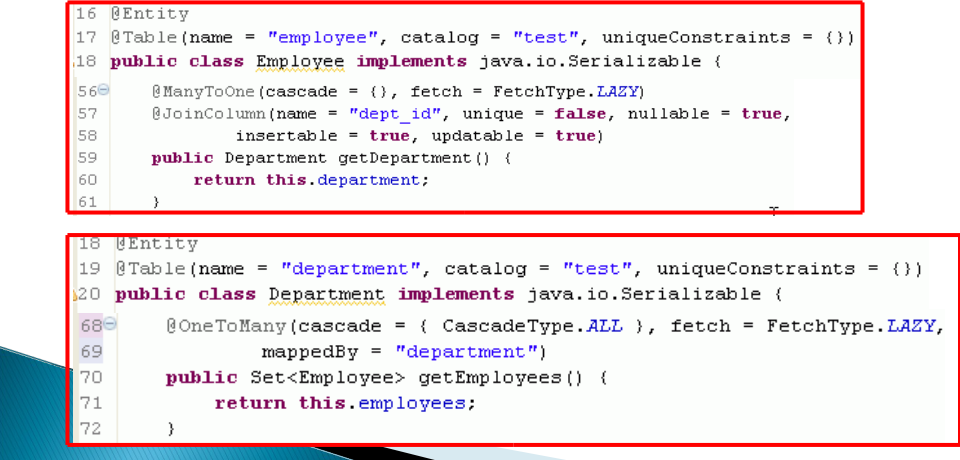 16 @Entity
17 @Table(name = "employee", catalog = "test", uniqueConstraints = {})
18 public class Employee implements java.io.Serializable {
56 @ManyToOne(cascade = {}, fetch = FetchType.LAZY)
57 @JoinColumn(name = "dept_id", unique = false, nullable = true,
58 insertable = true, updatable = true)
59 public Department getDepartment() {
60 return this.department;
61 }
18 @Entity
19 @Table(name = "department", catalog = "test", uniqueConstraints = {})
20 public class Department implements java.io.Serializable {
68 @OneToMany(cascade = { CascadeType.ALL }, fetch = FetchType.LAZY,
69 mappedBy = "department")
70 public Set<Employee> getEmployees() {
71 return this.employees;
72 }